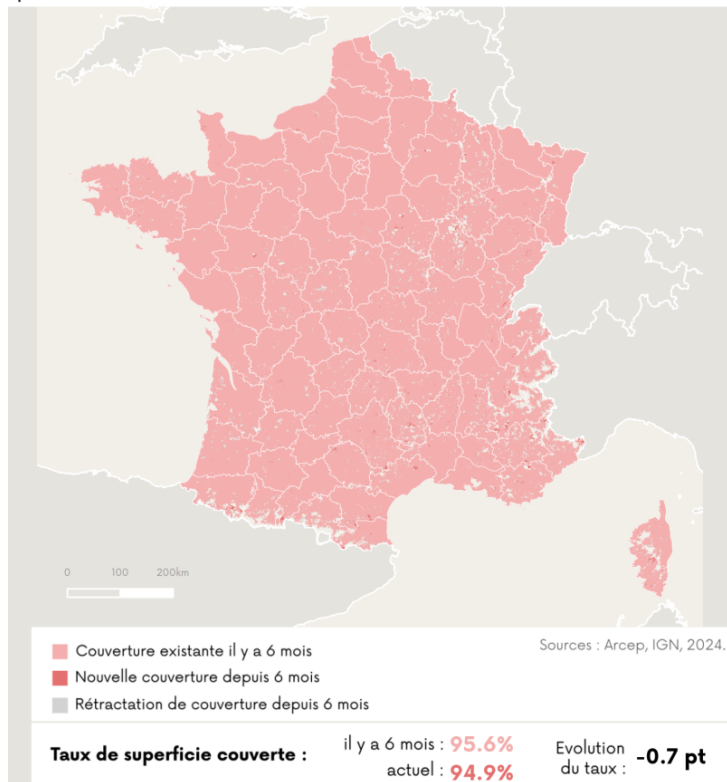 0 100 200km
Couverture existante il y a 6 mois
Sources : Arcep, IGN, 2024.
Nouvelle couverture depuis 6 mois
Rétractation de couverture depuis 6 mois
Taux de superficie couverte :
il y a 6 mois : 95.6%
actuel : 94.9%
Evolution
du taux : -0.7 pt